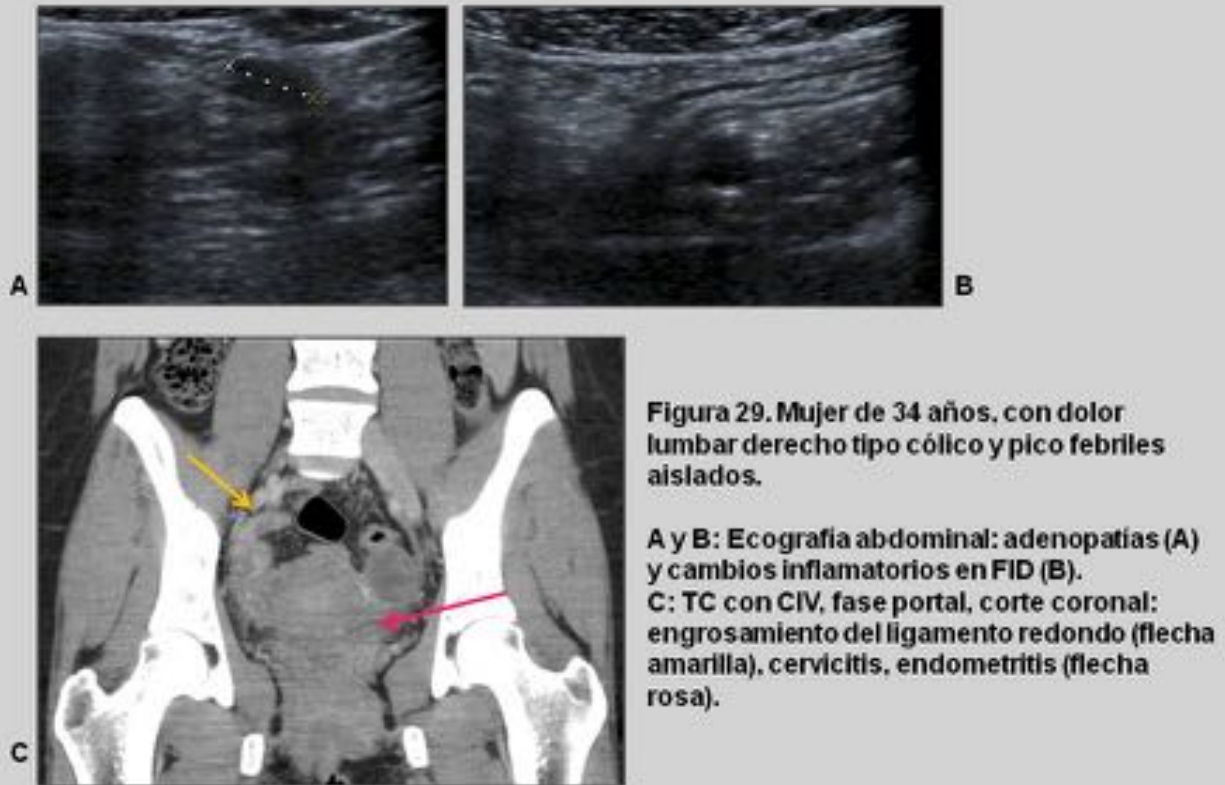 A
B
Figura 29. Mujer de 34 años, con dolor
lumbar derecho tipo cólico y pico febriles
aislados.
A y B: Ecografía abdominal: adenopatías (A)
y cambios inflamatorios en FID (B).
C: TC con CIV, fase portal, corte coronal:
engrosamiento del ligamento redondo (flecha
amarilla), cervicitis, endometritis (flecha
rosa).
C